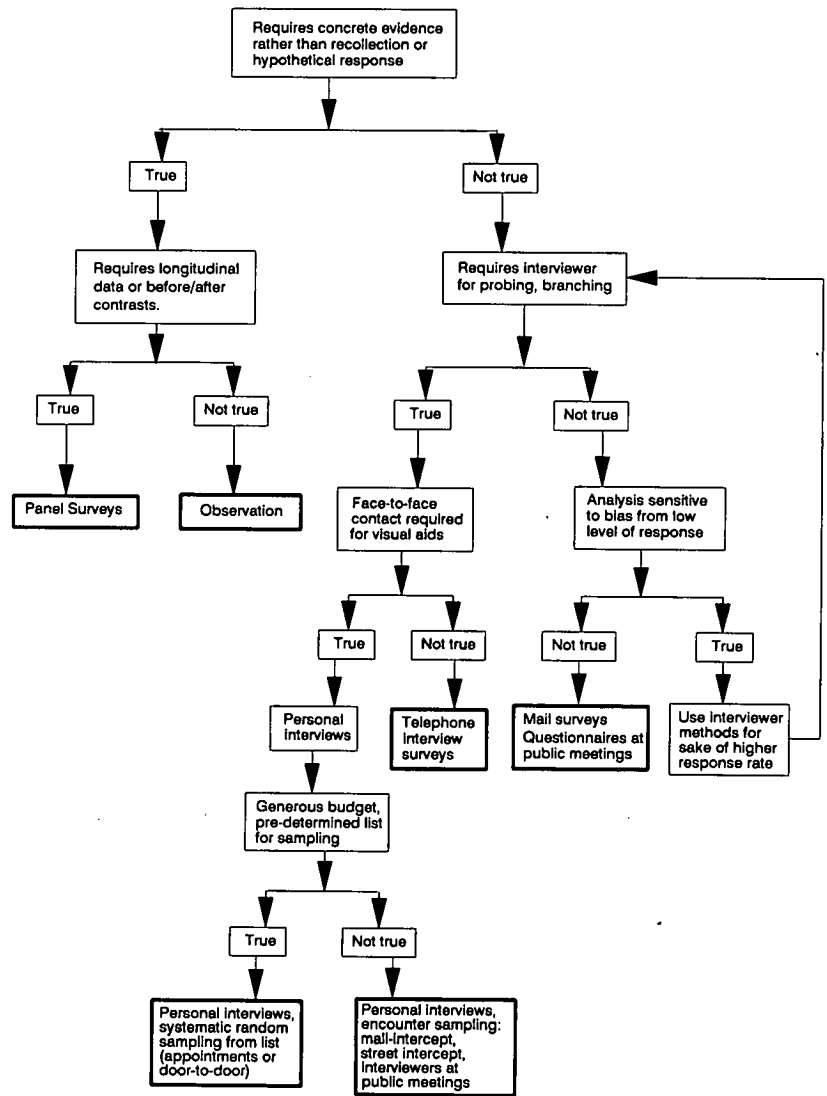 Requires concrete evidence
rather than recollection or
hypothetical response
True
Not true
Requires longitudinal
data or before/after
contrasts.
Requires interviewer
for probing, branching
True
Not true
True
Not true
Panel Surveys
Observation
Face-to-face
contact required
for visual aids
Analysis sensitive
to bias from low
level of response
True
Not true
Not true
True
Personal
interviews
Telephone
interview
surveys
Mail surveys
Questionnaires at
public meetings
Use interviewer
methods for
sake of higher
response rate
Generous budget,
pre-determined list
for sampling
True
Not true
Personal interviews,
systematic random
sampling from list
(appointments or
door-to-door)
Personal interviews,
encounter sampling:
mall-intercept,
street intercept,
interviewers at
public meetings